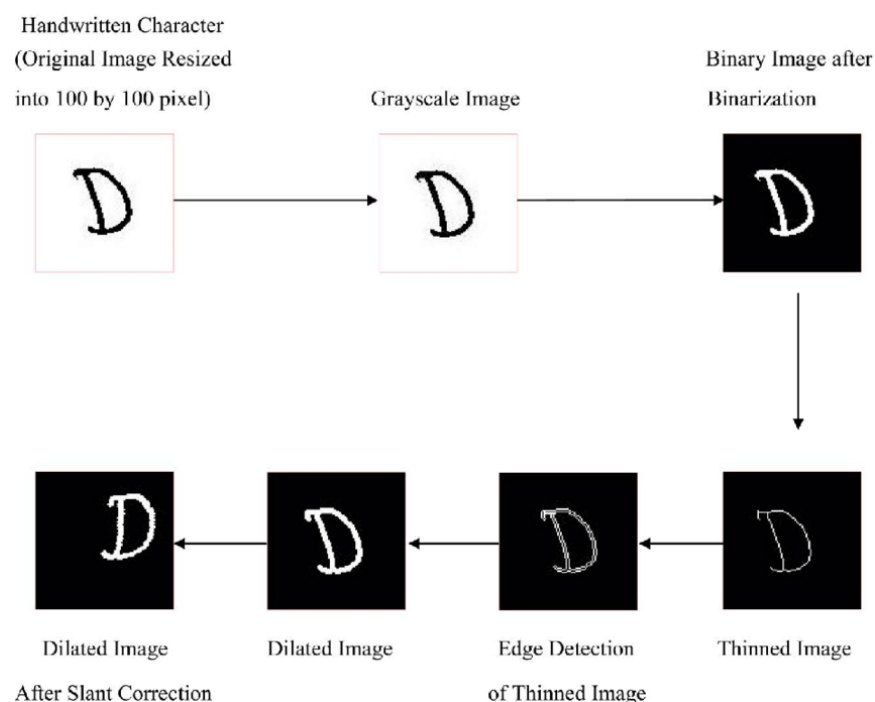 Handwritten Character
(Original Image Resized
into 100 by 100 pixel)
Grayscale Image
Binary Image after
Binarization
D
D
D
D
D
D
D
Thinned Image
Edge Detection
of Thinned Image
Dilated Image
Dilated Image
After Slant Correction